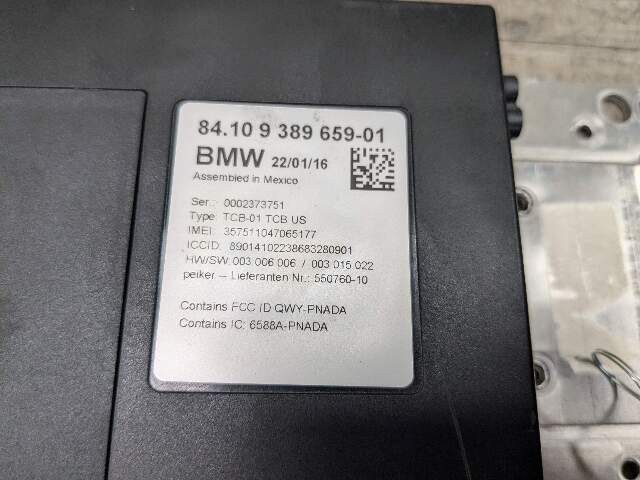 84.10 9 389 659-01
BMW 22/01/16
Assembled in Mexico
Ser.: 0002373751
Type: TCB-01 TCB US
IMEI: 357511047065177
ICCID: 89014102238683280901
HW/SW: 003 006 006 / 003 015 022
peiker – Lieferanten Nr.: 550760-10
Contains FCC ID QWY-PNADA
Contains IC: 6588A-PNADA